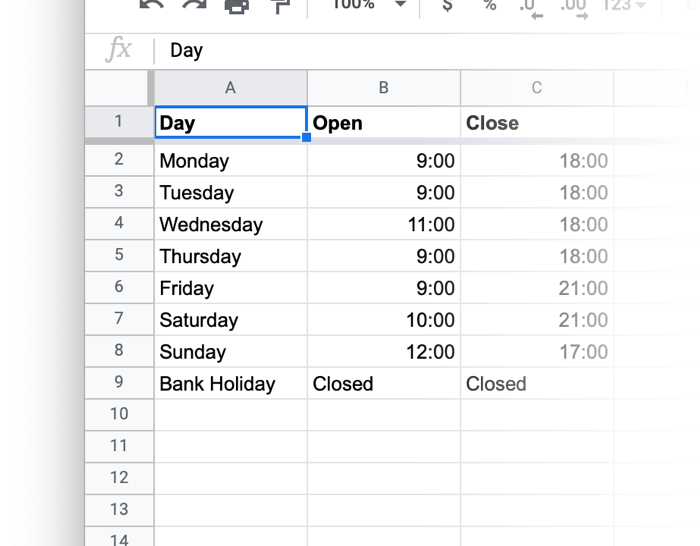 100% $ % .0 .00 123
fx Day
A B C
1 Day Open Close
2 Monday 9:00 18:00
3 Tuesday 9:00 18:00
4 Wednesday 11:00 18:00
5 Thursday 9:00 18:00
6 Friday 9:00 21:00
7 Saturday 10:00 21:00
8 Sunday 12:00 17:00
9 Bank Holiday Closed Closed
10
11
12
13
14